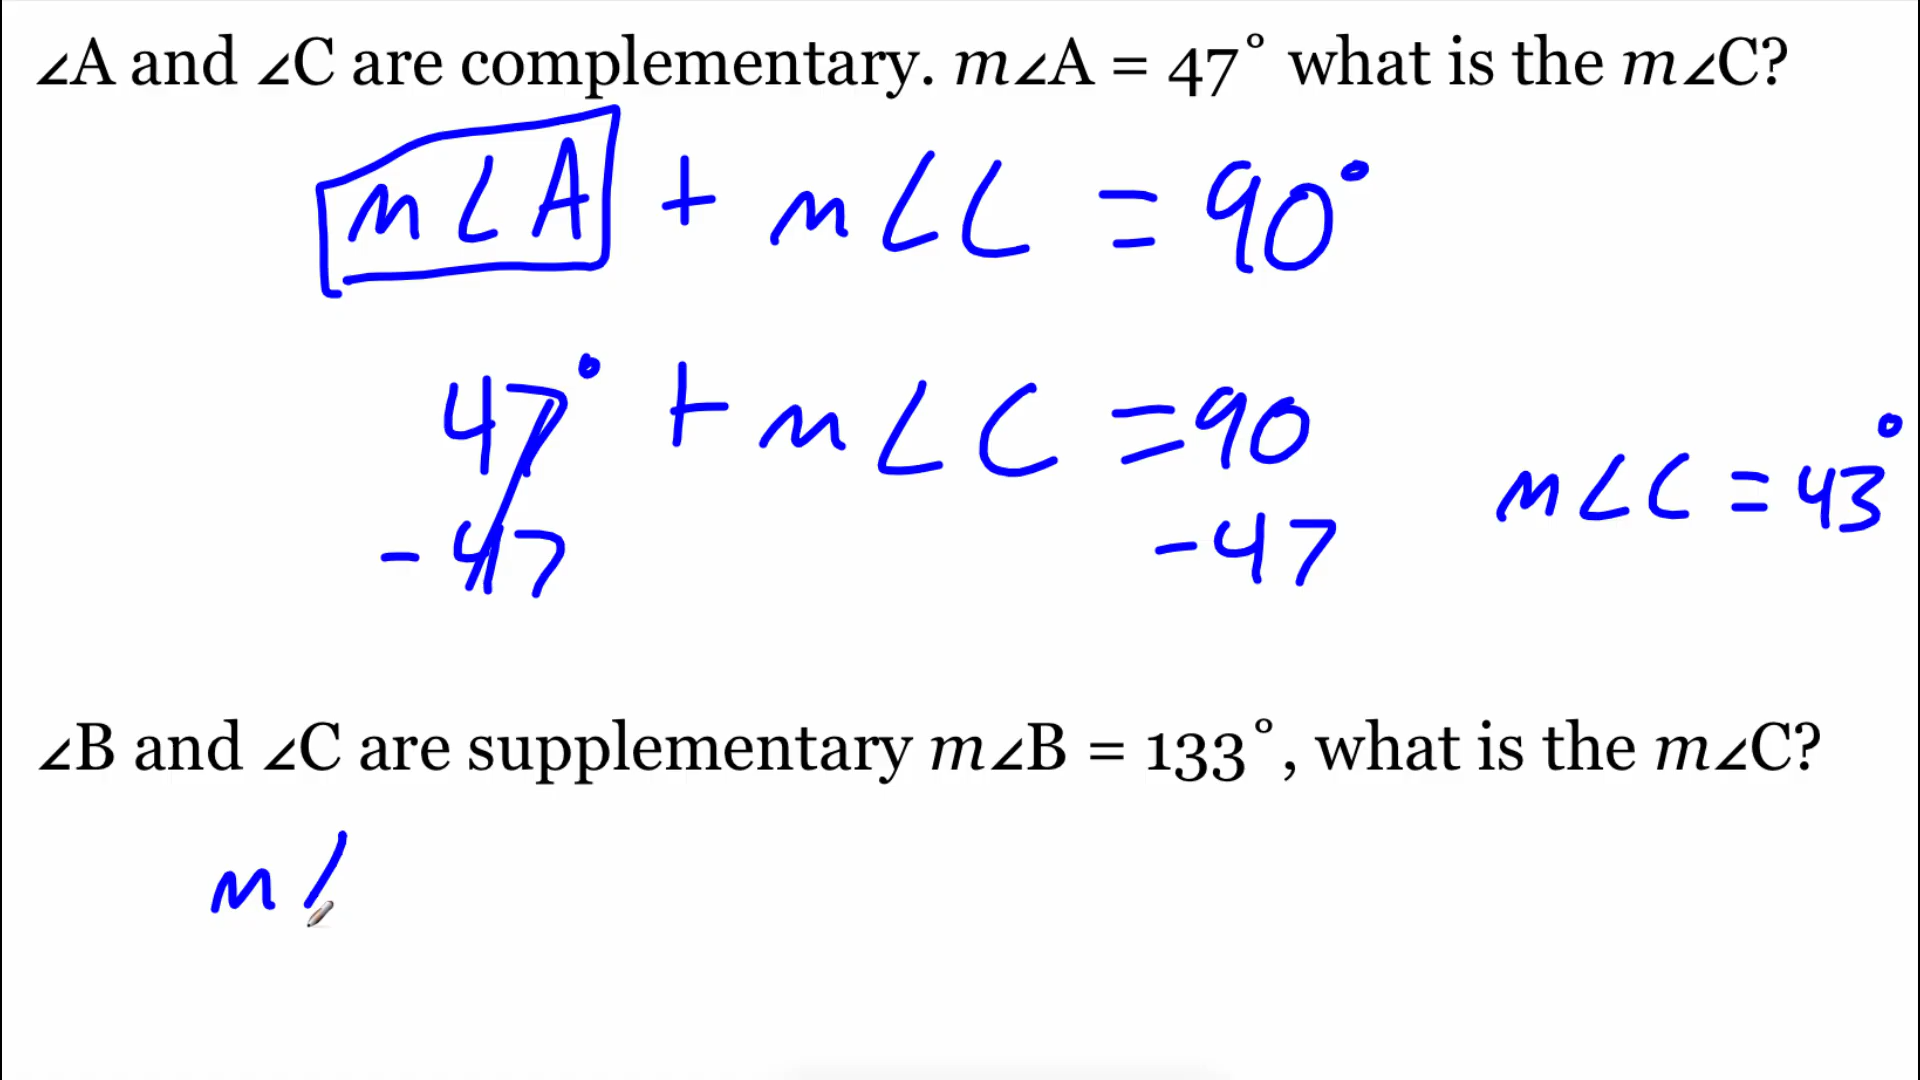 ∠A and ∠C are complementary. m∠A = 47° what is the m∠C?
m∠A + m∠C = 90°
47° + m∠C = 90
m∠C = 43°
-47 -47
∠B and ∠C are supplementary m∠B = 133°, what is the m∠C?
m∠